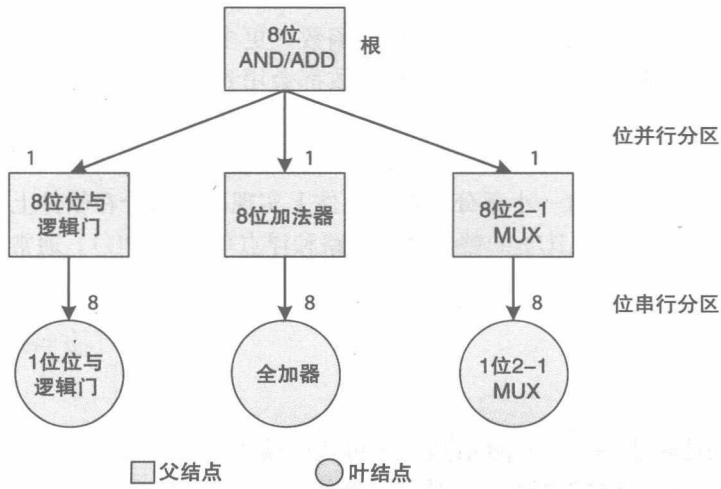 8位
AND/ADD
根
位并行分区
1
1
1
8位位与
逻辑门
8位加法器
8位2-1
MUX
8
8
8
位串行分区
1位位与
逻辑门
全加器
1位2-1
MUX
父结点
叶结点